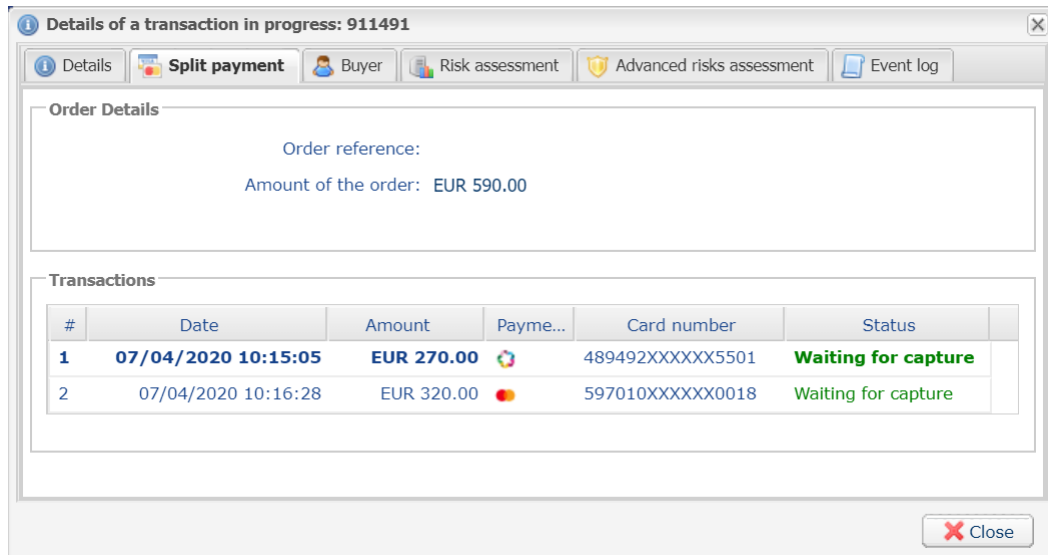 Details of a transaction in progress: 911491
Details Split payment Buyer Risk assessment Advanced risks assessment Event log
Order Details
Order reference:
Amount of the order: EUR 590.00
Transactions
# Date Amount Payme... Card number Status
1 07/04/2020 10:15:05 EUR 270.00 489492XXXXXX5501 Waiting for capture
2 07/04/2020 10:16:28 EUR 320.00 597010XXXXXX0018 Waiting for capture
Close